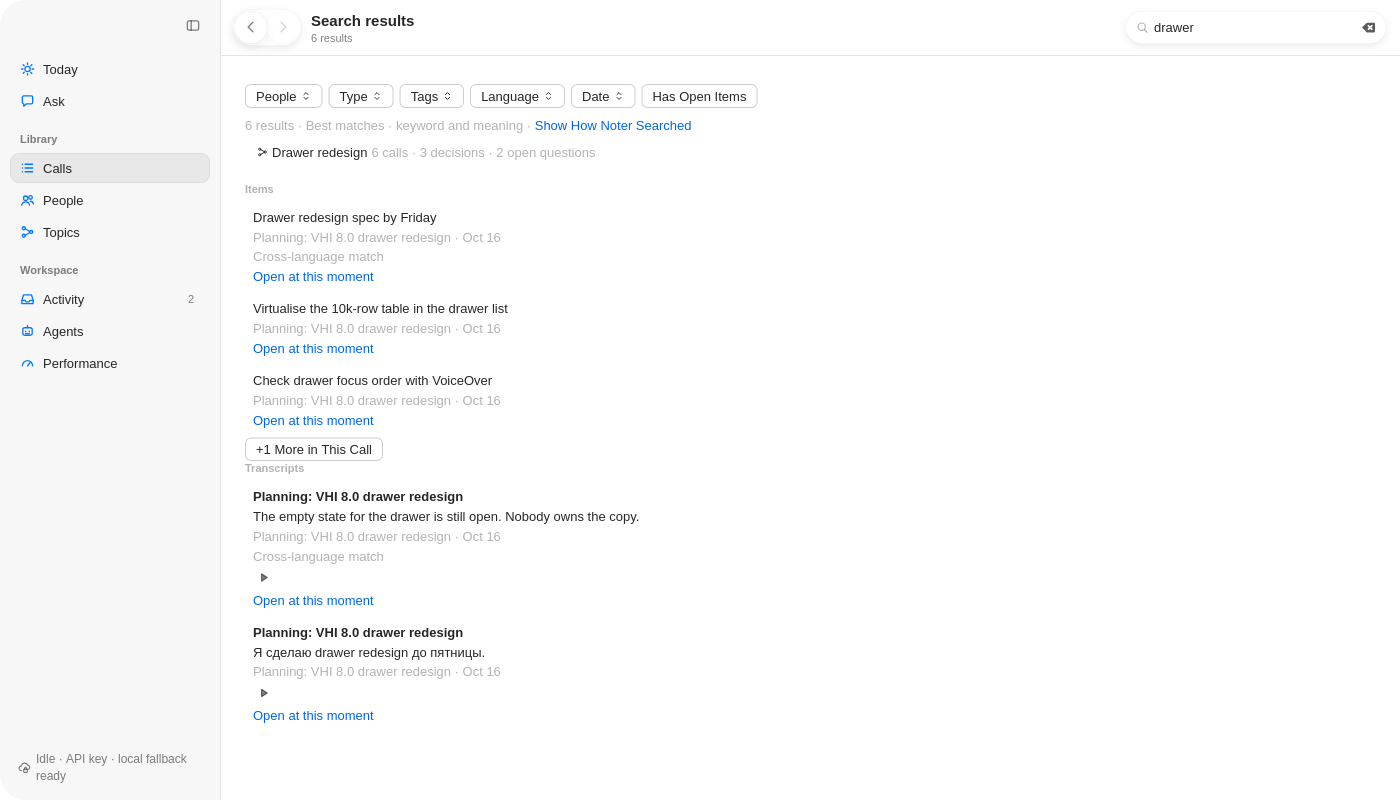 Search results
6 results
drawer
Today
Ask
Library
Calls
People
Topics
Workspace
Activity 2
Agents
Performance
Idle · API key · local fallback
ready
People Type Tags Language Date Has Open Items
6 results · Best matches · keyword and meaning · Show How Noter Searched
Drawer redesign 6 calls · 3 decisions · 2 open questions
Items
Drawer redesign spec by Friday
Planning: VHI 8.0 drawer redesign · Oct 16
Cross-language match
Open at this moment
Virtualise the 10k-row table in the drawer list
Planning: VHI 8.0 drawer redesign · Oct 16
Open at this moment
Check drawer focus order with VoiceOver
Planning: VHI 8.0 drawer redesign · Oct 16
Open at this moment
+1 More in This Call
Transcripts
Planning: VHI 8.0 drawer redesign
The empty state for the drawer is still open. Nobody owns the copy.
Planning: VHI 8.0 drawer redesign · Oct 16
Cross-language match
Open at this moment
Planning: VHI 8.0 drawer redesign
Я сделаю drawer redesign до пятницы.
Planning: VHI 8.0 drawer redesign · Oct 16
Open at this moment